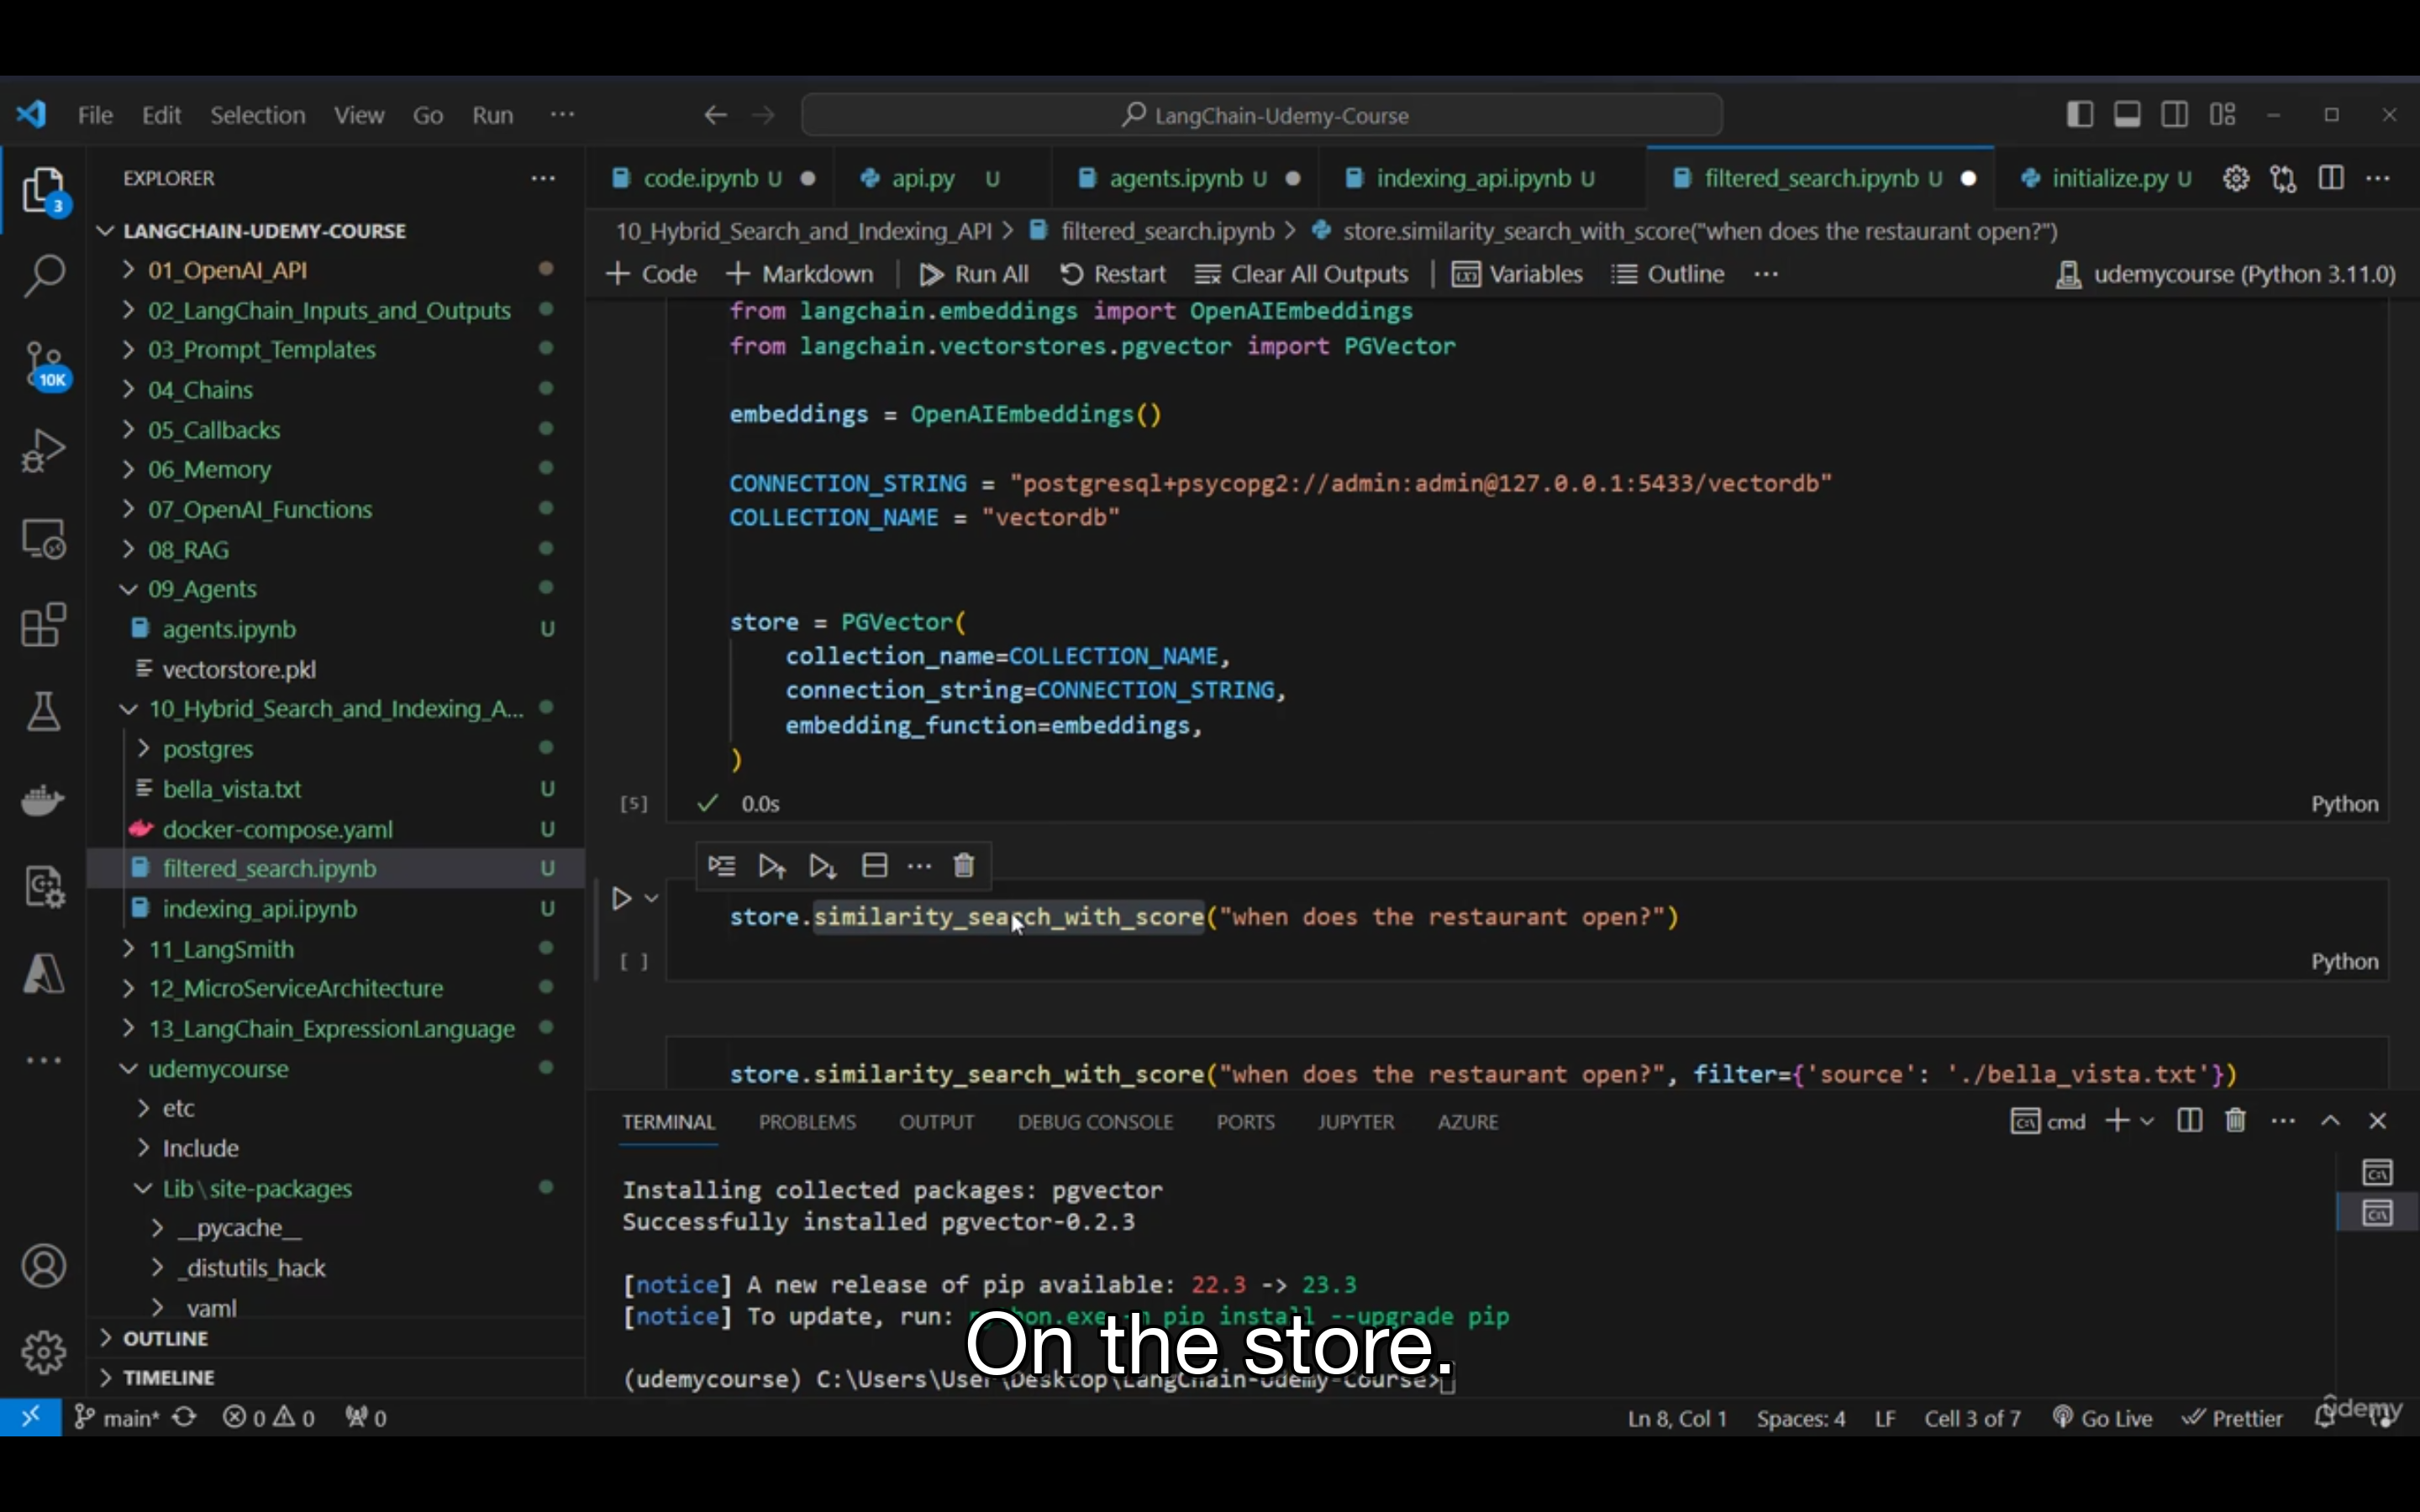 File Edit Selection View Go Run ...
LangChain-Udemy-Course
EXPLORER
3
10K
LANGCHAIN-UDEMY-COURSE
01_OpenAI_API
02_LangChain_Inputs_and_Outputs
03_Prompt_Templates
04_Chains
05_Callbacks
06_Memory
07_OpenAI_Functions
08_RAG
09_Agents
agents.ipynb U
vectorstore.pkl
10_Hybrid_Search_and_Indexing_A...
postgres
bella_vista.txt U
docker-compose.yaml U
filtered_search.ipynb U
indexing_api.ipynb U
11_LangSmith
12_MicroServiceArchitecture
13_LangChain_ExpressionLanguage
udemycourse
etc
Include
Lib\site-packages
__pycache__
_distutils_hack
yaml
OUTLINE
TIMELINE
code.ipynb U api.py U agents.ipynb U indexing_api.ipynb U filtered_search.ipynb U initialize.py U
10_Hybrid_Search_and_Indexing_API > filtered_search.ipynb > store.similarity_search_with_score("when does the restaurant open?")
+ Code + Markdown | Run All Restart Clear All Outputs | Variables Outline ... udemycourse (Python 3.11.0)
from langchain.embeddings import OpenAIEmbeddings
from langchain.vectorstores.pgvector import PGVector
embeddings = OpenAIEmbeddings()
CONNECTION_STRING = "postgresql+psycopg2://admin:admin@127.0.0.1:5433/vectordb"
COLLECTION_NAME = "vectordb"
store = PGVector(
collection_name=COLLECTION_NAME,
connection_string=CONNECTION_STRING,
embedding_function=embeddings,
)
[5] 0.0s Python
store.similarity_search_with_score("when does the restaurant open?")
[ ] Python
store.similarity_search_with_score("when does the restaurant open?", filter={'source': './bella_vista.txt'})
TERMINAL PROBLEMS OUTPUT DEBUG CONSOLE PORTS JUPYTER AZURE cmd
Installing collected packages: pgvector
Successfully installed pgvector-0.2.3
[notice] A new release of pip available: 22.3 -> 23.3
[notice] To update, run: python.exe -m pip install --upgrade pip
On the store.
(udemycourse) C:\Users\User\Desktop\LangChain-Udemy-Course>
main* 0 0 0 Ln 8, Col 1 Spaces: 4 LF Cell 3 of 7 Go Live Prettier
udemy